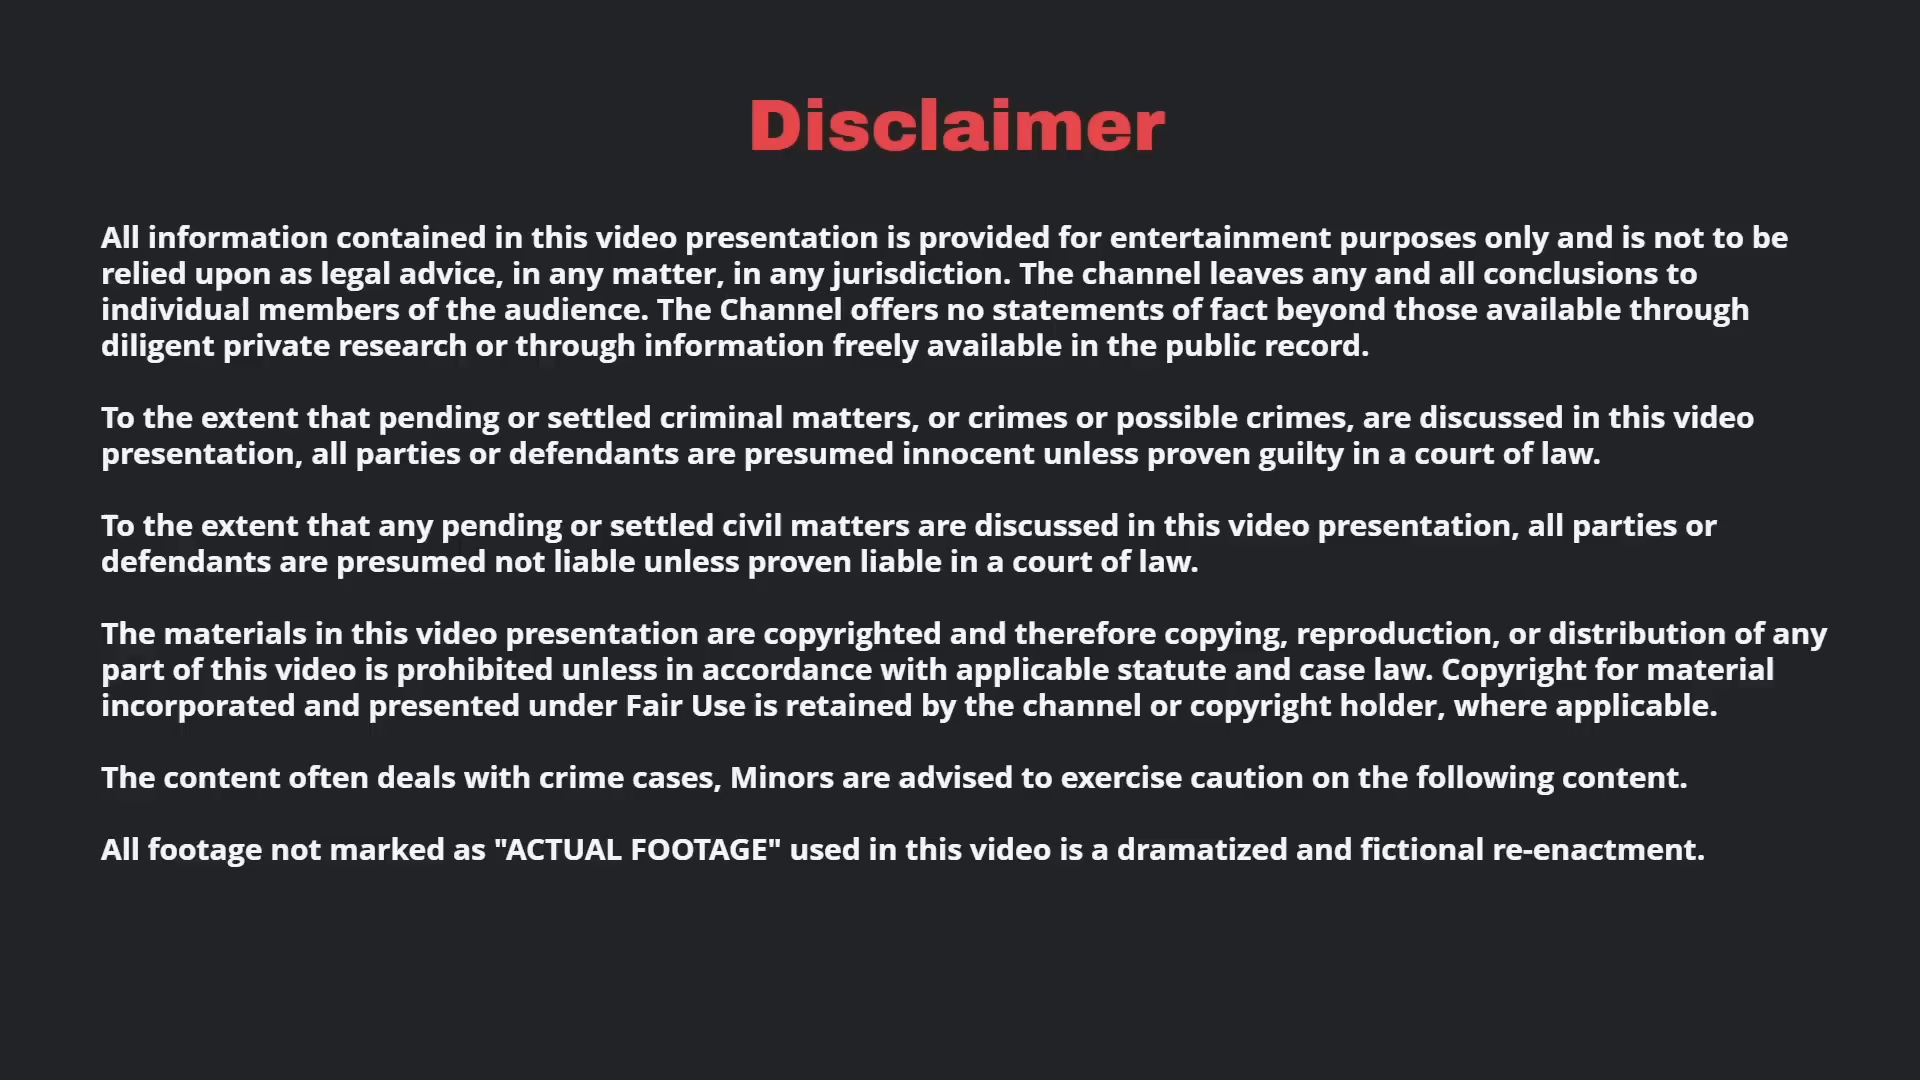 Disclaimer
All information contained in this video presentation is provided for entertainment purposes only and is not to be
relied upon as legal advice, in any matter, in any jurisdiction. The channel leaves any and all conclusions to
individual members of the audience. The Channel offers no statements of fact beyond those available through
diligent private research or through information freely available in the public record.
To the extent that pending or settled criminal matters, or crimes or possible crimes, are discussed in this video
presentation, all parties or defendants are presumed innocent unless proven guilty in a court of law.
To the extent that any pending or settled civil matters are discussed in this video presentation, all parties or
defendants are presumed not liable unless proven liable in a court of law.
The materials in this video presentation are copyrighted and therefore copying, reproduction, or distribution of any
part of this video is prohibited unless in accordance with applicable statute and case law. Copyright for material
incorporated and presented under Fair Use is retained by the channel or copyright holder, where applicable.
The content often deals with crime cases, Minors are advised to exercise caution on the following content.
All footage not marked as "ACTUAL FOOTAGE" used in this video is a dramatized and fictional re-enactment.